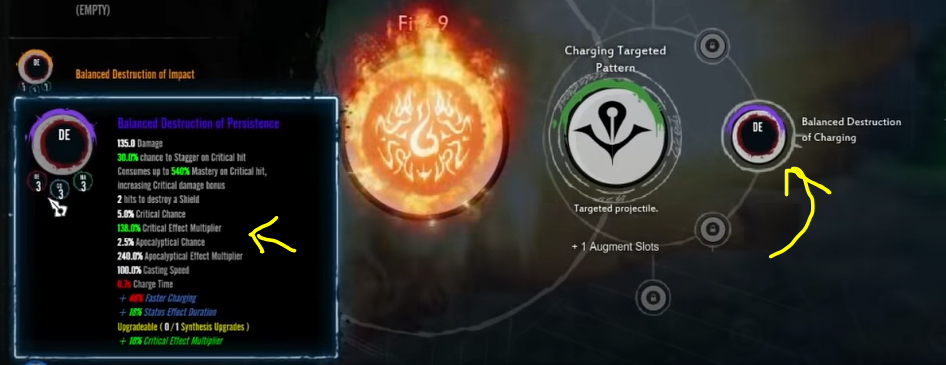 (EMPTY)
DE
Balanced Destruction of Impact
DE
3
3
3
Balanced Destruction of Persistence
135.0 Damage
30.0% chance to Stagger on Critical hit
Consumes up to 540% Mastery on Critical hit,
increasing Critical damage bonus
2 hits to destroy a Shield
5.0% Critical Chance
138.0% Critical Effect Multiplier
2.5% Apocalyptical Chance
240.0% Apocalyptical Effect Multiplier
100.0% Casting Speed
Charge Time
+ Faster Charging
+ 18% Status Effect Duration
Upgradeable ( 0 / 1 Synthesis Upgrades )
+ 18% Critical Effect Multiplier
9
Charging Targeted
Pattern
Targeted projectile.
+ 1 Augment Slots
DE
Balanced Destruction
of Charging